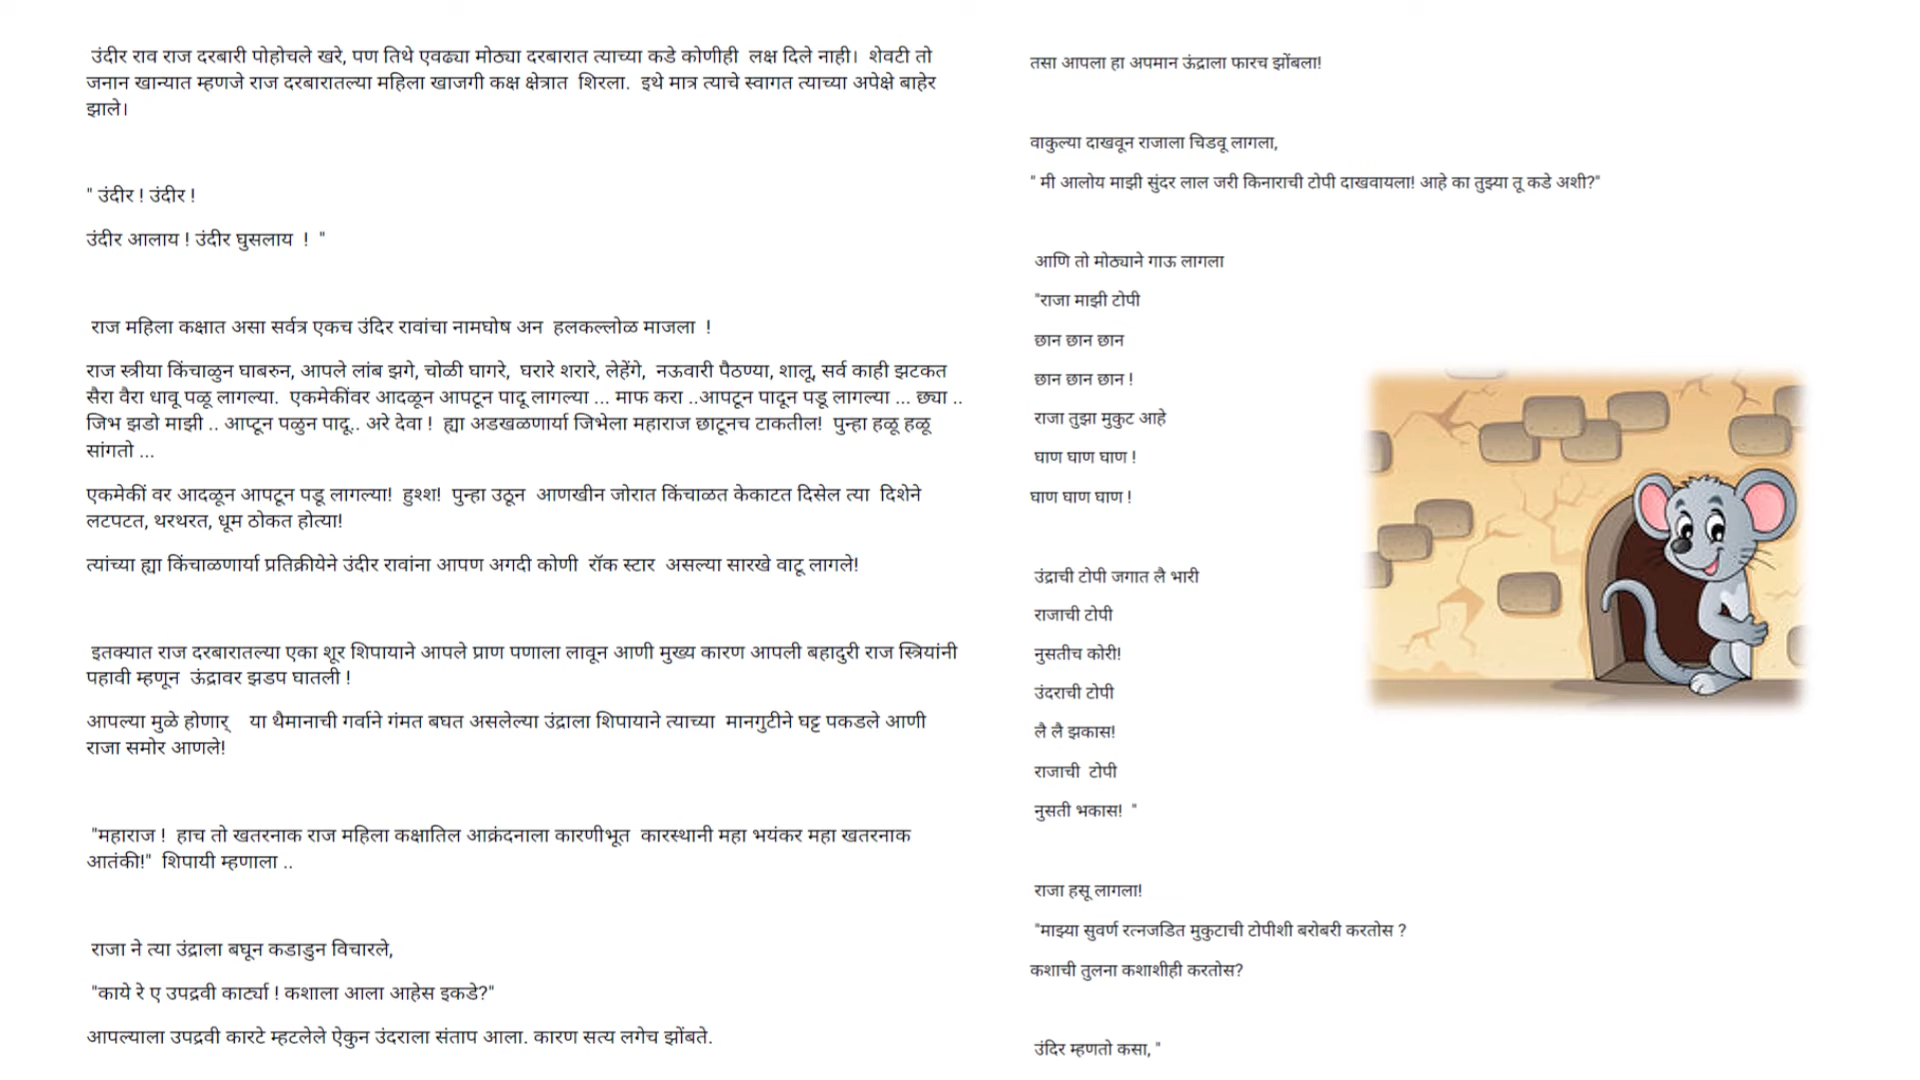 उंदीर राव राज दरबारी पोहोचले खरे, पण तिथे एवढ्या मोठ्या दरबारात त्याच्या कडे कोणीही लक्ष दिले नाही। शेवटी तो
जनान खान्यात म्हणजे राज दरबारातल्या महिला खाजगी कक्ष क्षेत्रात शिरला. इथे मात्र त्याचे स्वागत त्याच्या अपेक्षे बाहेर
झाले।
" उंदीर ! उंदीर !
उंदीर आलाय ! उंदीर घुसलाय ! "
राज महिला कक्षात असा सर्वत्र एकच उंदिर रावांचा नामघोष अन हलकल्लोळ माजला !
राज स्त्रीया किंचाळुन घाबरुन, आपले लांब झगे, चोळी घागरे, घरारे शरारे, लेहेंगे, नऊवारी पैठण्या, शालू, सर्व काही झटकत
सैरा वैरा धावू पळू लागल्या. एकमेकींवर आदळून आपटून पादू लागल्या ... माफ करा ..आपटून पादून पडू लागल्या ... छ्या ..
जिभ झडो माझी .. आप्टून पळुन पादू.. अरे देवा ! ह्या अडखळणार्या जिभेला महाराज छाटूनच टाकतील! पुन्हा हळू हळू
सांगतो ...
एकमेकीं वर आदळून आपटून पडू लागल्या! हुश्श! पुन्हा उठून आणखीन जोरात किंचाळत केकाटत दिसेल त्या दिशेने
लटपटत, थरथरत, धूम ठोकत होत्या!
त्यांच्या ह्या किंचाळणार्या प्रतिक्रीयेने उंदीर रावांना आपण अगदी कोणी रॉक स्टार असल्या सारखे वाटू लागले!
इतक्यात राज दरबारातल्या एका शूर शिपायाने आपले प्राण पणाला लावून आणी मुख्य कारण आपली बहादुरी राज स्त्रियांनी
पहावी म्हणून ऊंद्रावर झडप घातली !
आपल्या मुळे होणार् या थैमानाची गर्वाने गंमत बघत असलेल्या उंद्राला शिपायाने त्याच्या मानगुटीने घट्ट पकडले आणी
राजा समोर आणले!
"महाराज ! हाच तो खतरनाक राज महिला कक्षातिल आक्रंदनाला कारणीभूत कारस्थानी महा भयंकर महा खतरनाक
आतंकी!" शिपायी म्हणाला ..
राजा ने त्या उंद्राला बघून कडाडुन विचारले,
"काये रे ए उपद्रवी कार्ट्या ! कशाला आला आहेस इकडे?"
आपल्याला उपद्रवी कारटे म्हटलेले ऐकुन उंदराला संताप आला. कारण सत्य लगेच झोंबते.
तसा आपला हा अपमान ऊंद्राला फारच झोंबला!
वाकुल्या दाखवून राजाला चिडवू लागला,
" मी आलोय माझी सुंदर लाल जरी किनाराची टोपी दाखवायला! आहे का तुझ्या तू कडे अशी?"
आणि तो मोठ्याने गाऊ लागला
"राजा माझी टोपी
छान छान छान
छान छान छान !
राजा तुझा मुकुट आहे
घाण घाण घाण !
घाण घाण घाण !
उंद्राची टोपी जगात लै भारी
राजाची टोपी
नुसतीच कोरी!
उंदराची टोपी
लै लै झकास!
राजाची टोपी
नुसती भकास! "
राजा हसू लागला!
"माझ्या सुवर्ण रत्नजडित मुकुटाची टोपीशी बरोबरी करतोस ?
कशाची तुलना कशाशीही करतोस?
उंदिर म्हणतो कसा, "